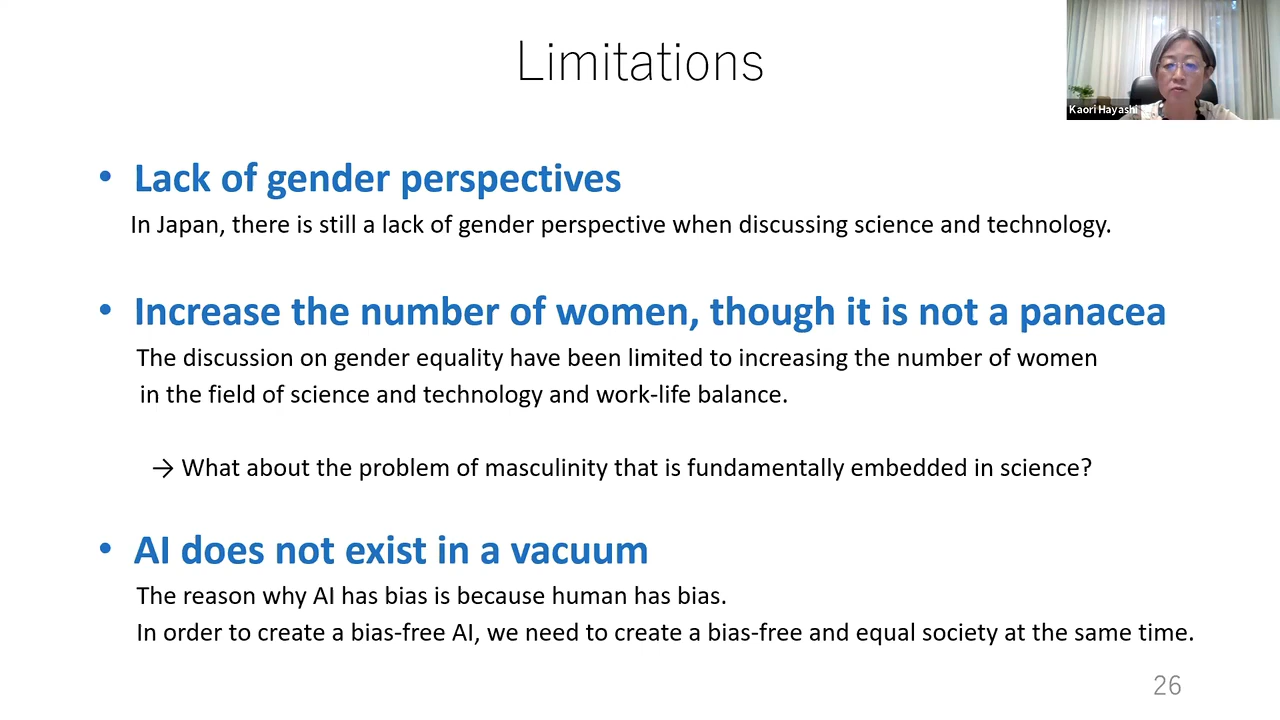 Limitations
Kaori Hayashi
• Lack of gender perspectives
In Japan, there is still a lack of gender perspective when discussing science and technology.
• Increase the number of women, though it is not a panacea
The discussion on gender equality have been limited to increasing the number of women
in the field of science and technology and work-life balance.
→ What about the problem of masculinity that is fundamentally embedded in science?
• AI does not exist in a vacuum
The reason why AI has bias is because human has bias.
In order to create a bias-free AI, we need to create a bias-free and equal society at the same time.
26